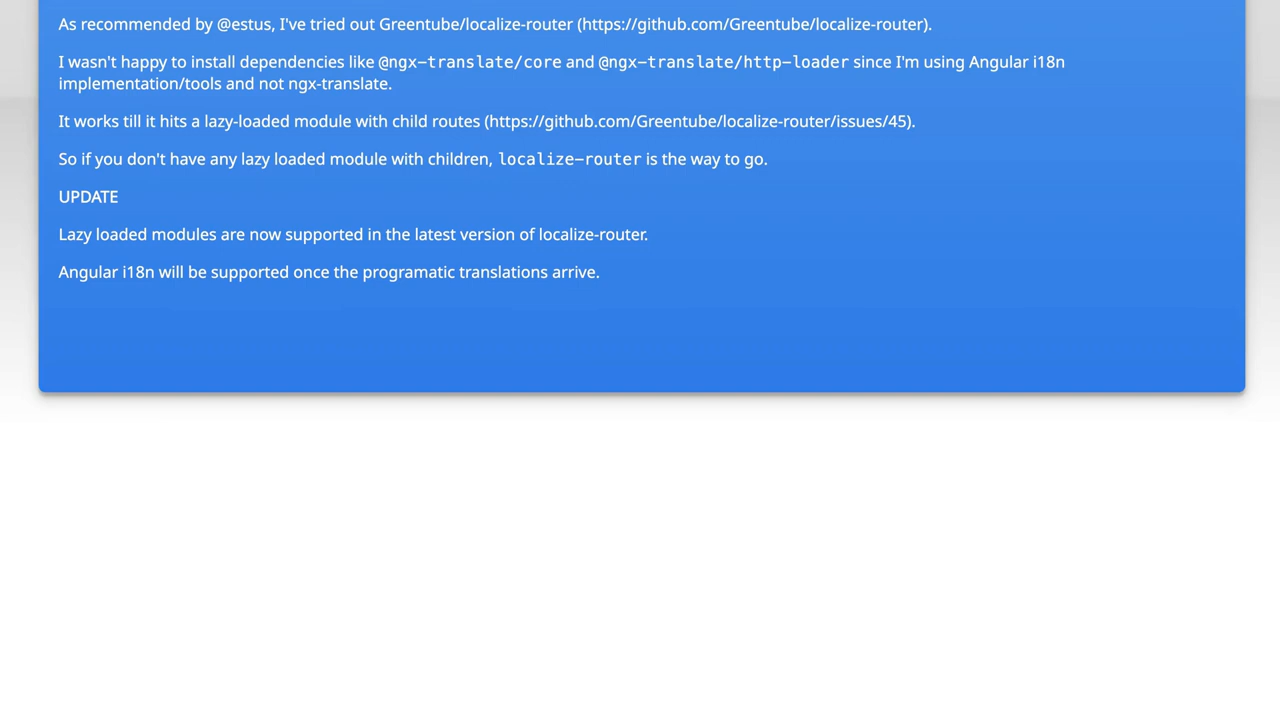 As recommended by @estus, I've tried out Greentube/localize-router (https://github.com/Greentube/localize-router).
I wasn't happy to install dependencies like @ngx-translate/core and @ngx-translate/http-loader since I'm using Angular i18n
implementation/tools and not ngx-translate.
It works till it hits a lazy-loaded module with child routes (https://github.com/Greentube/localize-router/issues/45).
So if you don't have any lazy loaded module with children, localize-router is the way to go.
UPDATE
Lazy loaded modules are now supported in the latest version of localize-router.
Angular i18n will be supported once the programatic translations arrive.